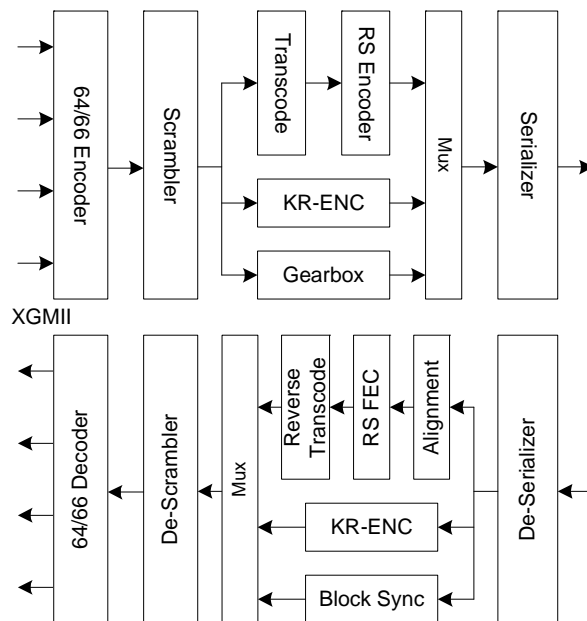 64/66 Encoder
Scrambler
Transcode
RS Encoder
KR-ENC
Gearbox
Mux
Serializer
XGMII
64/66 Decoder
De-Scrambler
Mux
Reverse
Transcode
RS FEC
Alignment
KR-ENC
Block Sync
De-Serializer